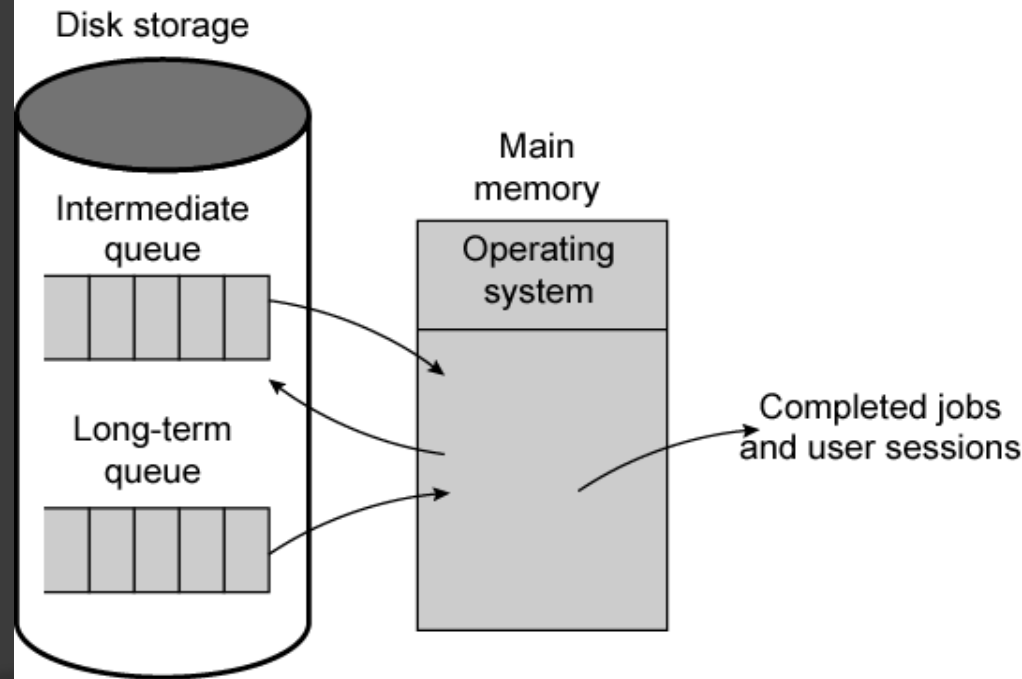 Disk storage
Main
memory
Intermediate
queue
Operating
system
Long-term
queue
Completed jobs
and user sessions